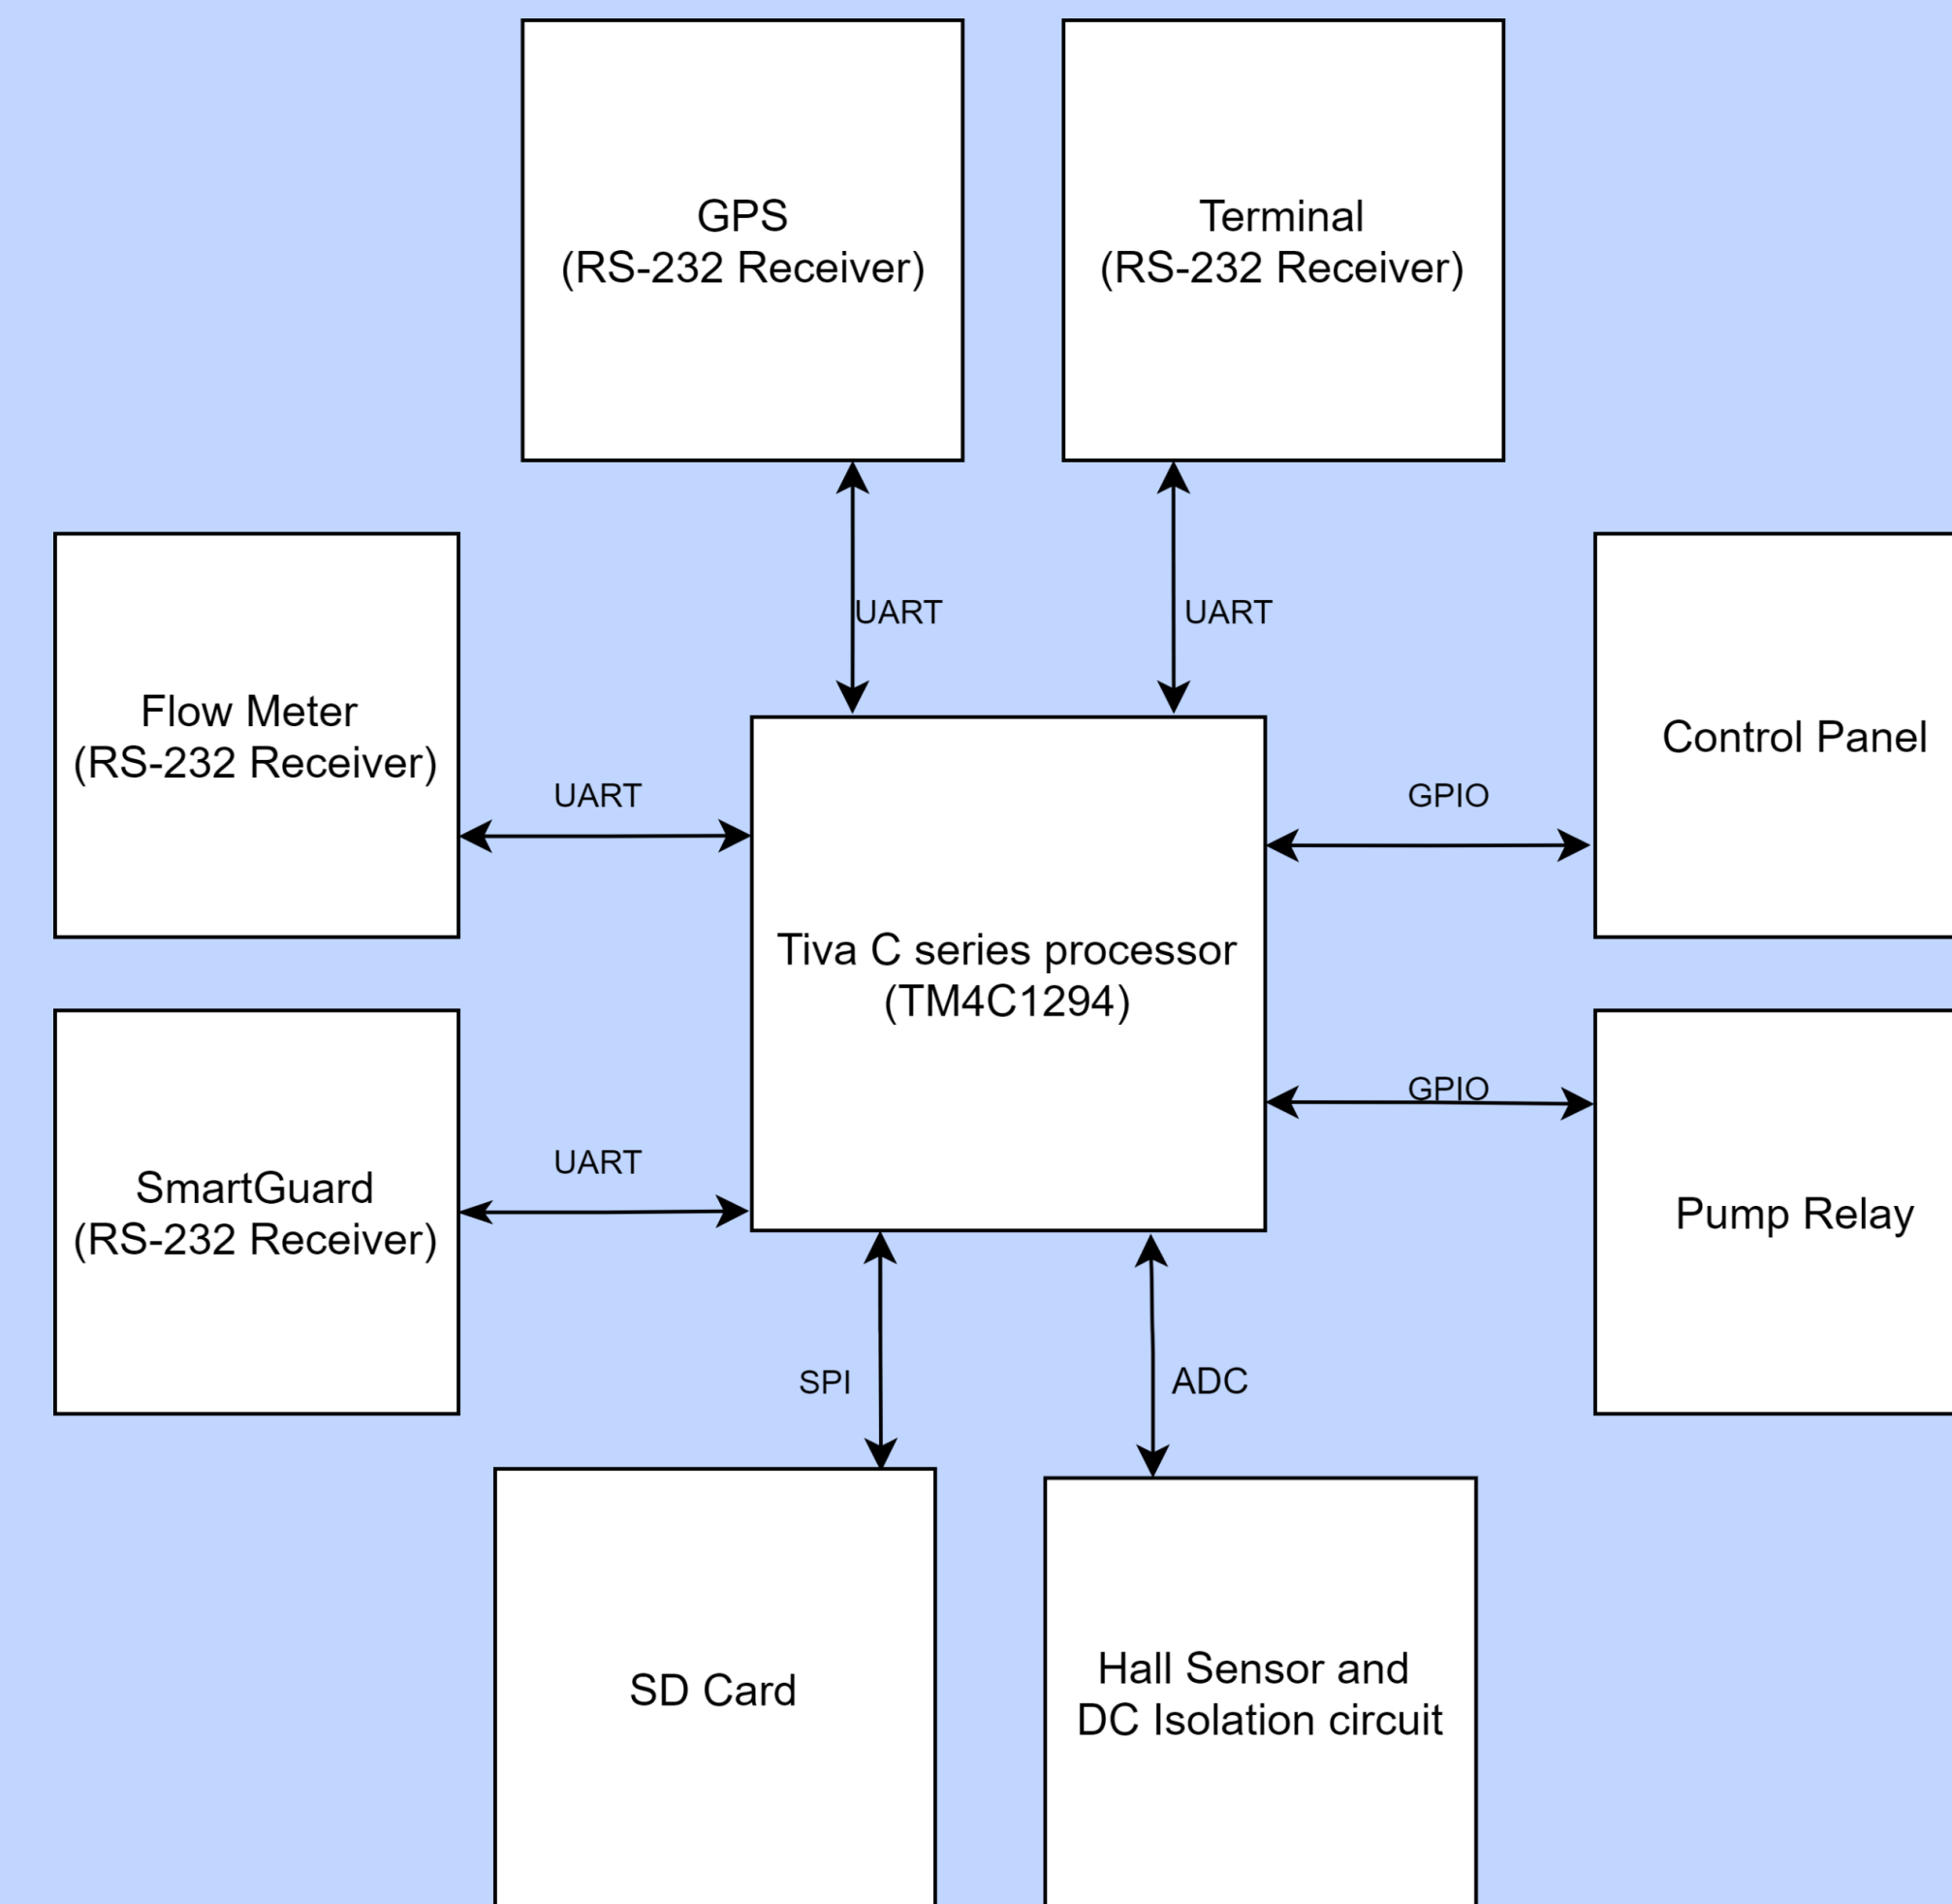 GPS
(RS-232 Receiver)
Terminal
(RS-232 Receiver)
UART
UART
Flow Meter
(RS-232 Receiver)
UART
GPIO
Control Panel
Tiva C series processor
(TM4C1294)
GPIO
SmartGuard
(RS-232 Receiver)
UART
Pump Relay
SPI
ADC
SD Card
Hall Sensor and
DC Isolation circuit